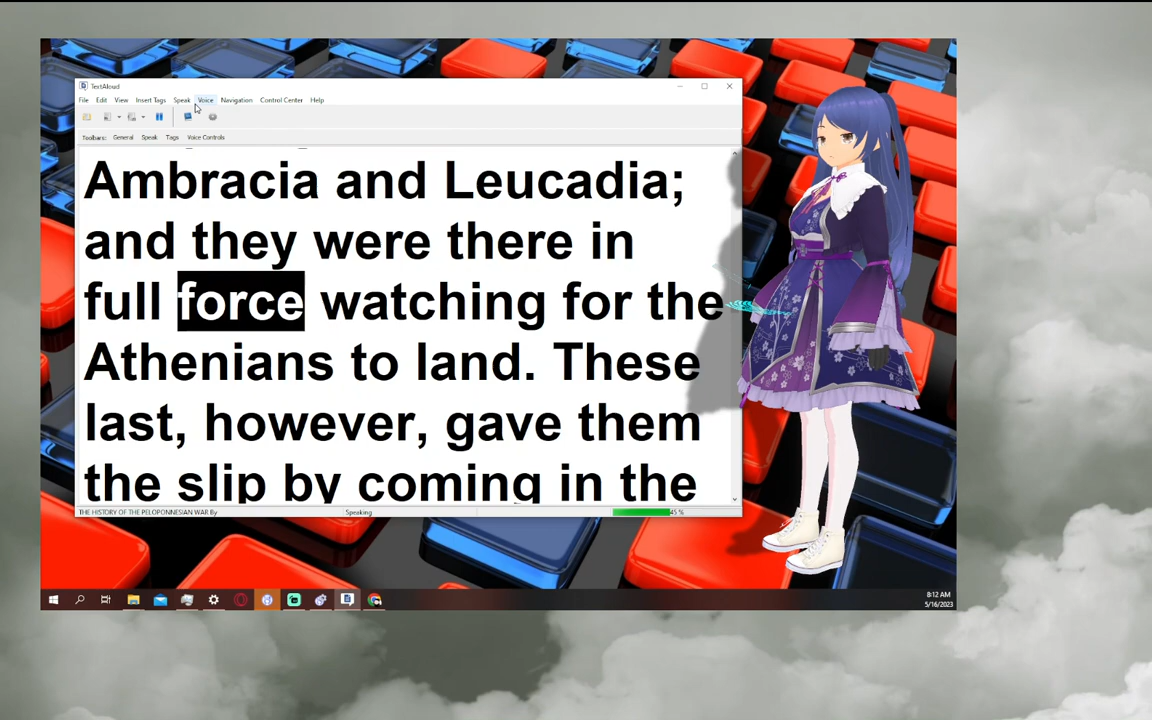 TextAloud
File Edit View Insert Tags Speak Voice Navigation Control Center Help
Toolbars: General Speak Tags Voice Controls
Ambracia and Leucadia;
and they were there in
full force watching for the
Athenians to land. These
last, however, gave them
the slip by coming in the
THE HISTORY OF THE PELOPONNESIAN WAR By Speaking 45 %
8:12 AM
5/16/2023